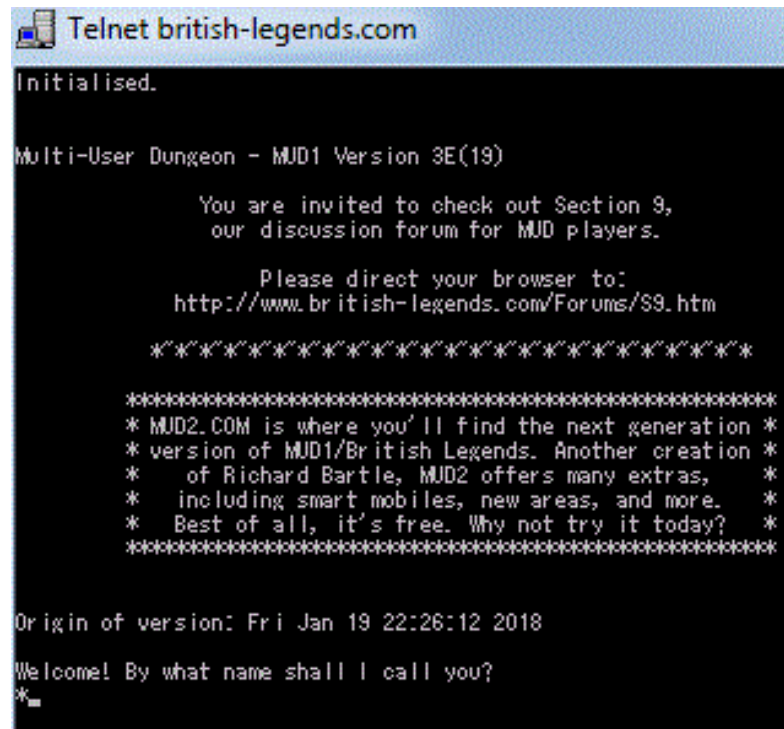 Telnet british-legends.com
Initialised.
Multi-User Dungeon - MUD1 Version 3E(19)
You are invited to check out Section 9,
our discussion forum for MUD players.
Please direct your browser to:
http://www.british-legends.com/Forums/S9.htm
*~*~*~*~*~*~*~*~*~*~*~*~*~*~*~*~*~*~*~*~*~*~*~*~*
******************************************************
* MUD2.COM is where you'll find the next generation *
* version of MUD1/British Legends. Another creation *
* of Richard Bartle, MUD2 offers many extras, *
* including smart mobiles, new areas, and more. *
* Best of all, it's free. Why not try it today? *
******************************************************
Origin of version: Fri Jan 19 22:26:12 2018
Welcome! By what name shall I call you?
*_